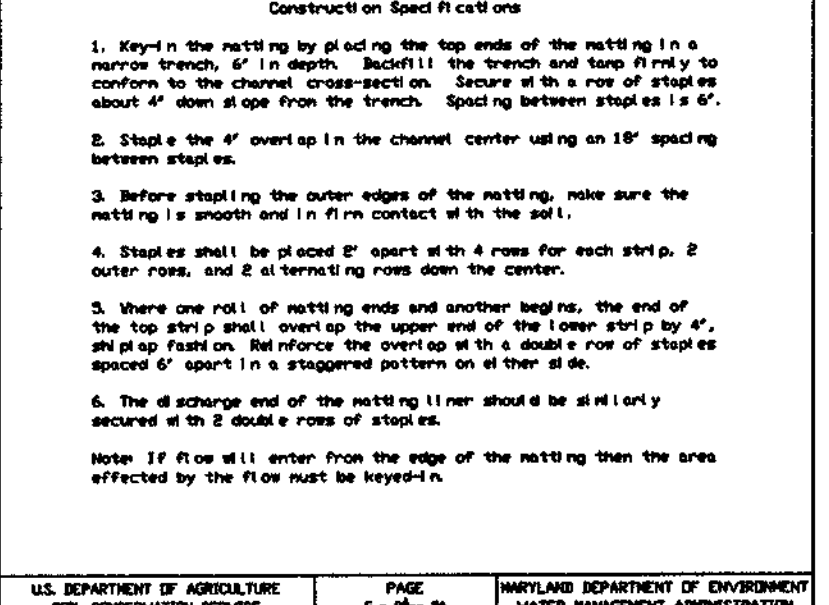 Construction Specifications
1. Key-in the matting by placing the top ends of the matting in a
narrow trench, 6" in depth. Backfill the trench and tamp firmly to
conform to the channel cross-section. Secure with a row of staples
about 4" down slope from the trench. Spacing between staples is 6".
2. Staple the 4" overlap in the channel center using an 18" spacing
between staples.
3. Before stapling the outer edges of the matting, make sure the
matting is smooth and in firm contact with the soil.
4. Staples shall be placed 2' apart with 4 rows for each strip, 2
outer rows, and 2 alternating rows down the center.
5. Where one roll of matting ends and another begins, the end of
the top strip shall overlap the upper end of the lower strip by 4",
shiplap fashion. Reinforce the overlap with a double row of staples
spaced 6" apart in a staggered pattern on either side.
6. The discharge end of the matting liner should be similarly
secured with 2 double rows of staples.
Note: If flow will enter from the edge of the matting then the area
effected by the flow must be keyed-in.
U.S. DEPARTMENT OF AGRICULTURE
PAGE
MARYLAND DEPARTMENT OF ENVIRONMENT
WATER MANAGEMENT ADMINISTRATION